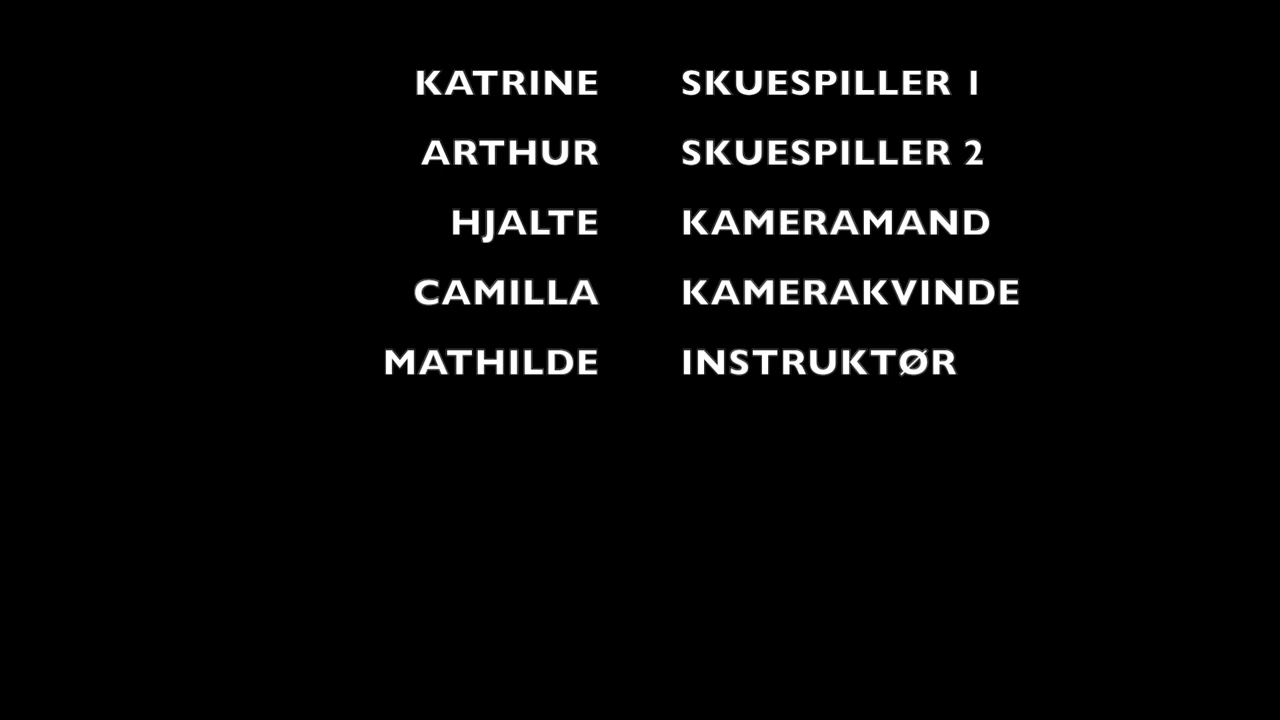 KATRINE SKUESPILLER 1
ARTHUR SKUESPILLER 2
HJALTE KAMERAMAND
CAMILLA KAMERAKVINDE
MATHILDE INSTRUKTØR